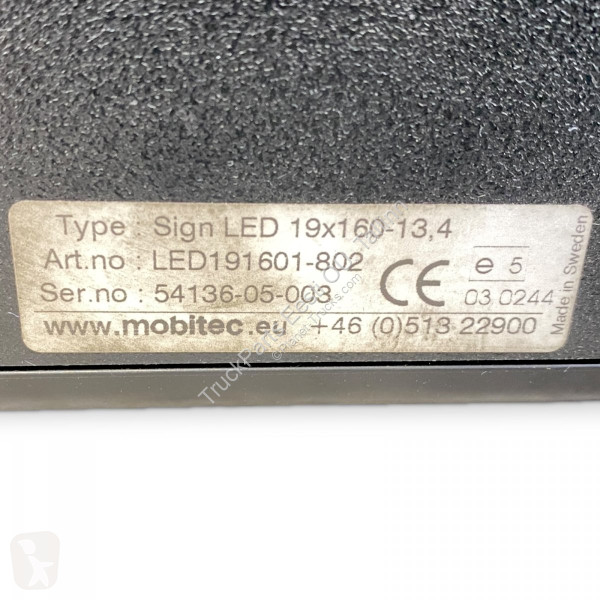 Type : Sign LED 19x160-13,4
Art.no : LED191601-802
Ser.no : 54136-05-003
www.mobitec.eu +46 (0)513 22900
CE
e 5
03 0244
Made in Sweden